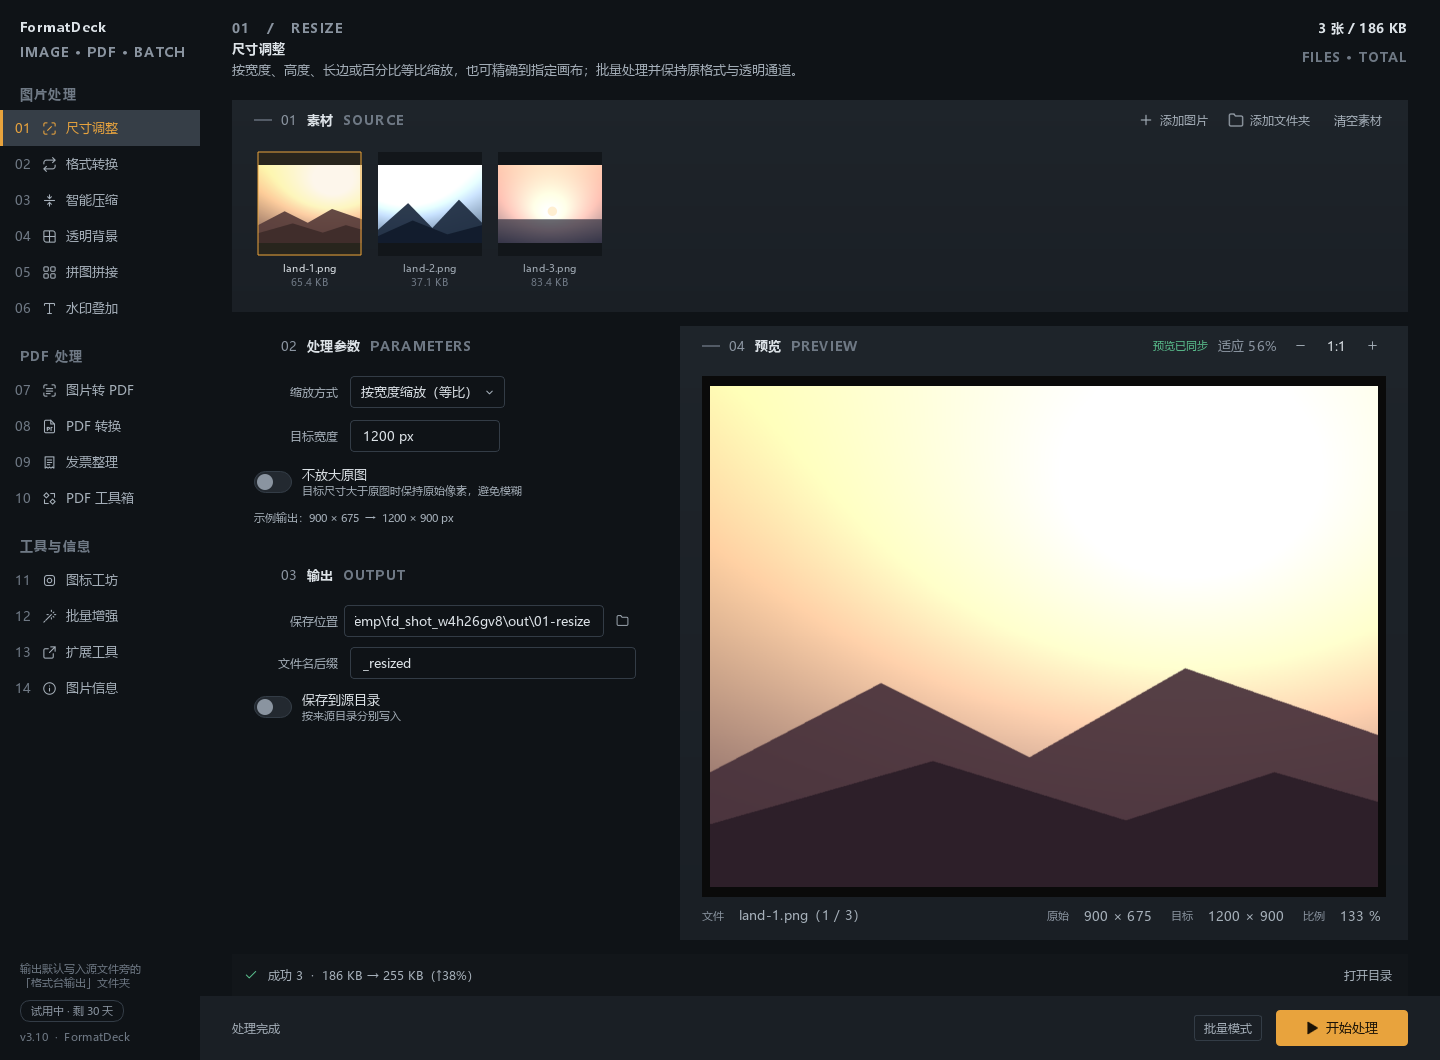 FormatDeck
IMAGE • PDF • BATCH
图片处理
01 尺寸调整
02 格式转换
03 智能压缩
04 透明背景
05 拼图拼接
06 水印叠加
PDF 处理
07 图片转 PDF
08 PDF 转换
09 发票整理
10 PDF 工具箱
工具与信息
11 图标工坊
12 批量增强
13 扩展工具
14 图片信息
输出默认写入源文件旁的
「格式台输出」文件夹
试用中 · 剩 30 天
v3.10 · FormatDeck
01 / RESIZE
尺寸调整
按宽度、高度、长边或百分比等比缩放，也可精确到指定画布；批量处理并保持原格式与透明通道。
3 张 / 186 KB
FILES • TOTAL
01 素材 SOURCE
添加图片 添加文件夹 清空素材
land-1.png land-2.png land-3.png
65.4 KB 37.1 KB 83.4 KB
02 处理参数 PARAMETERS
缩放方式 按宽度缩放（等比）
目标宽度 1200 px
不放大原图
目标尺寸大于原图时保持原始像素，避免模糊
示例输出：900 × 675 → 1200 × 900 px
03 输出 OUTPUT
保存位置 emp\fd_shot_w4h26gv8\out\01-resize
文件名后缀 _resized
保存到源目录
按来源目录分别写入
04 预览 PREVIEW
预览已同步 适应 56% − 1:1 +
文件 land-1.png（1 / 3）
原始 900 × 675 目标 1200 × 900 比例 133 %
成功 3 · 186 KB → 255 KB（↑38%）
打开目录
处理完成
批量模式
开始处理